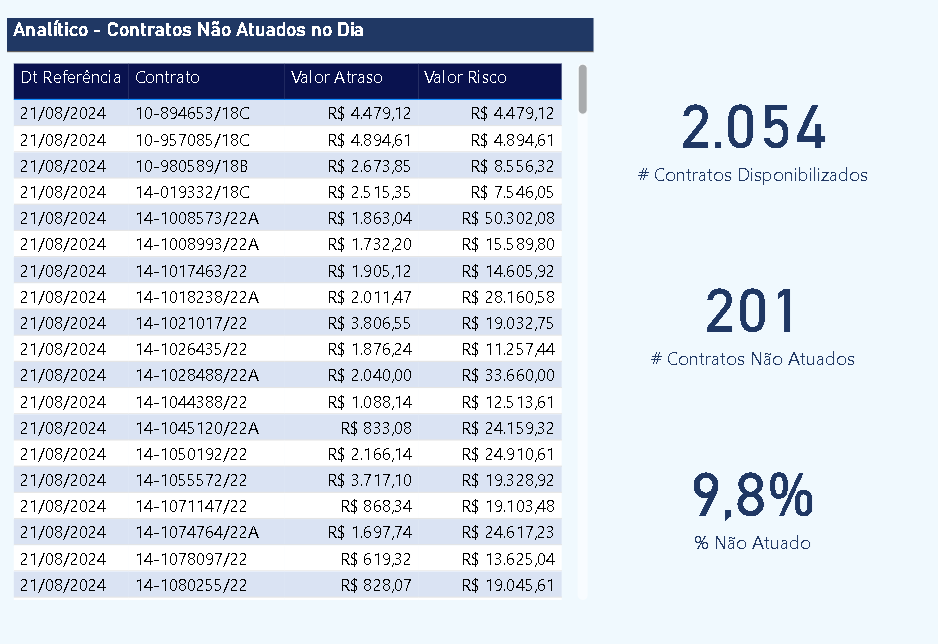 Analítico - Contratos Não Atuados no Dia
Dt Referência Contrato Valor Atraso Valor Risco
21/08/2024 10-894653/18C R$ 4.479,12 R$ 4.479,12
21/08/2024 10-957085/18C R$ 4.894,61 R$ 4.894,61
21/08/2024 10-980589/18B R$ 2.673,85 R$ 8.556,32
21/08/2024 14-019332/18C R$ 2.515,35 R$ 7.546,05
21/08/2024 14-1008573/22A R$ 1.863,04 R$ 50.302,08
21/08/2024 14-1008993/22A R$ 1.732,20 R$ 15.589,80
21/08/2024 14-1017463/22 R$ 1.905,12 R$ 14.605,92
21/08/2024 14-1018238/22A R$ 2.011,47 R$ 28.160,58
21/08/2024 14-1021017/22 R$ 3.806,55 R$ 19.032,75
21/08/2024 14-1026435/22 R$ 1.876,24 R$ 11.257,44
21/08/2024 14-1028488/22A R$ 2.040,00 R$ 33.660,00
21/08/2024 14-1044388/22 R$ 1.088,14 R$ 12.513,61
21/08/2024 14-1045120/22A R$ 833,08 R$ 24.159,32
21/08/2024 14-1050192/22 R$ 2.166,14 R$ 24.910,61
21/08/2024 14-1055572/22 R$ 3.717,10 R$ 19.328,92
21/08/2024 14-1071147/22 R$ 868,34 R$ 19.103,48
21/08/2024 14-1074764/22A R$ 1.697,74 R$ 24.617,23
21/08/2024 14-1078097/22 R$ 619,32 R$ 13.625,04
21/08/2024 14-1080255/22 R$ 828,07 R$ 19.045,61
2.054
# Contratos Disponibilizados
201
# Contratos Não Atuados
9,8%
% Não Atuado